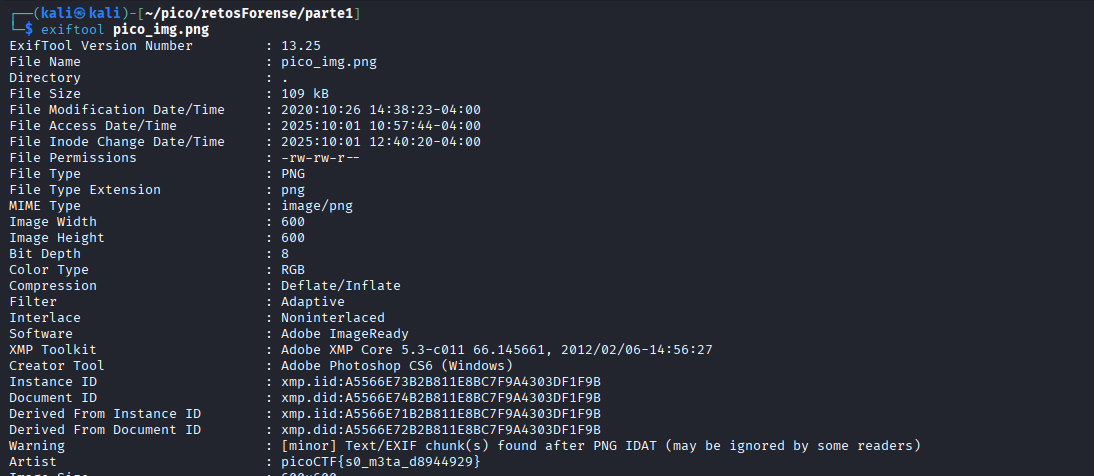 ┌──(kali㉿kali)-[~/pico/retosForense/parte1]
└─$ exiftool pico_img.png
ExifTool Version Number         : 13.25
File Name                       : pico_img.png
Directory                       : .
File Size                       : 109 kB
File Modification Date/Time     : 2020:10:26 14:38:23-04:00
File Access Date/Time           : 2025:10:01 10:57:44-04:00
File Inode Change Date/Time     : 2025:10:01 12:40:20-04:00
File Permissions                : -rw-rw-r--
File Type                       : PNG
File Type Extension             : png
MIME Type                       : image/png
Image Width                     : 600
Image Height                    : 600
Bit Depth                       : 8
Color Type                      : RGB
Compression                     : Deflate/Inflate
Filter                          : Adaptive
Interlace                       : Noninterlaced
Software                        : Adobe ImageReady
XMP Toolkit                     : Adobe XMP Core 5.3-c011 66.145661, 2012/02/06-14:56:27
Creator Tool                    : Adobe Photoshop CS6 (Windows)
Instance ID                     : xmp.iid:A5566E73B2B811E8BC7F9A4303DF1F9B
Document ID                     : xmp.did:A5566E74B2B811E8BC7F9A4303DF1F9B
Derived From Instance ID        : xmp.iid:A5566E71B2B811E8BC7F9A4303DF1F9B
Derived From Document ID        : xmp.did:A5566E72B2B811E8BC7F9A4303DF1F9B
Warning                         : [minor] Text/EXIF chunk(s) found after PNG IDAT (may be ignored by some readers)
Artist                          : picoCTF{s0_m3ta_d8944929}